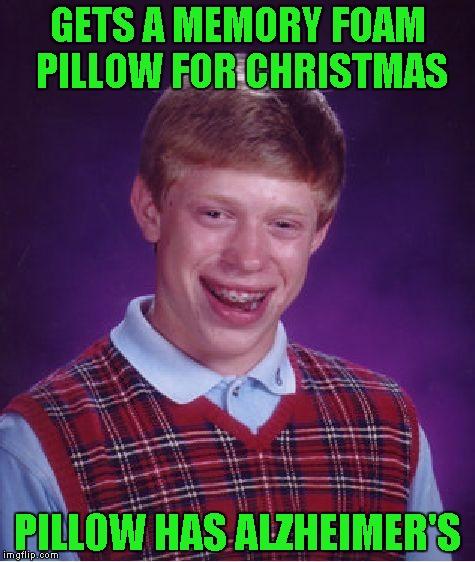 GETS A MEMORY FOAM
PILLOW FOR CHRISTMAS
PILLOW HAS ALZHEIMER'S
imgflip.com